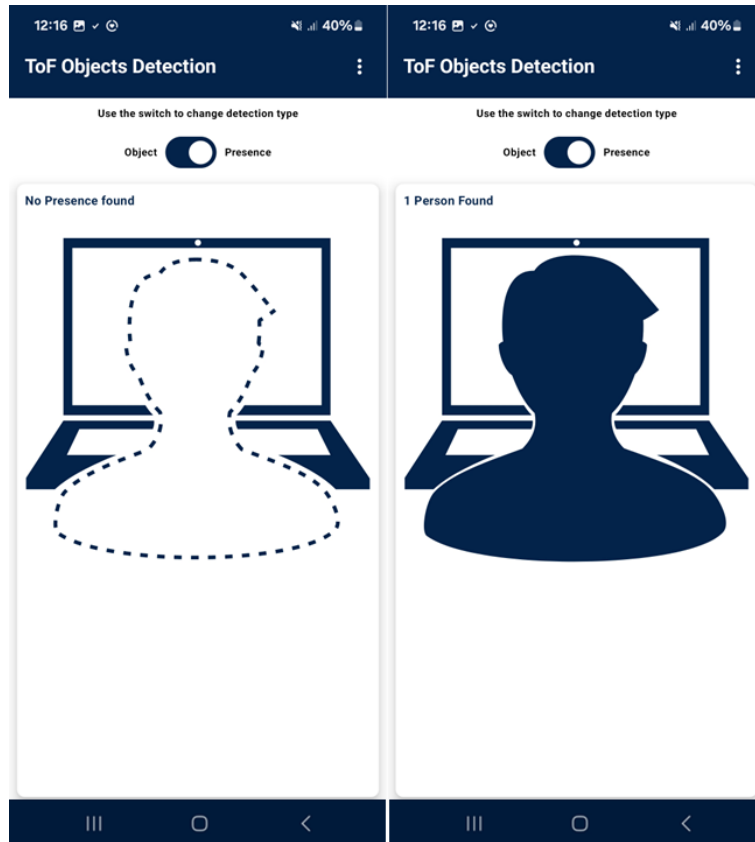 12:16 40%
ToF Objects Detection
Use the switch to change detection type
Object Presence
No Presence found
12:16 40%
ToF Objects Detection
Use the switch to change detection type
Object Presence
1 Person Found